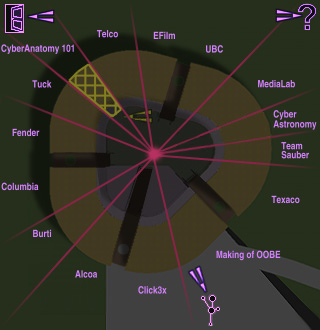 Telco
EFilm
CyberAnatomy 101
UBC
Tuck
MediaLab
Cyber
Astronomy
Fender
Team
Sauber
Columbia
Texaco
Burti
Making of OOBE
Alcoa
Click3x
?